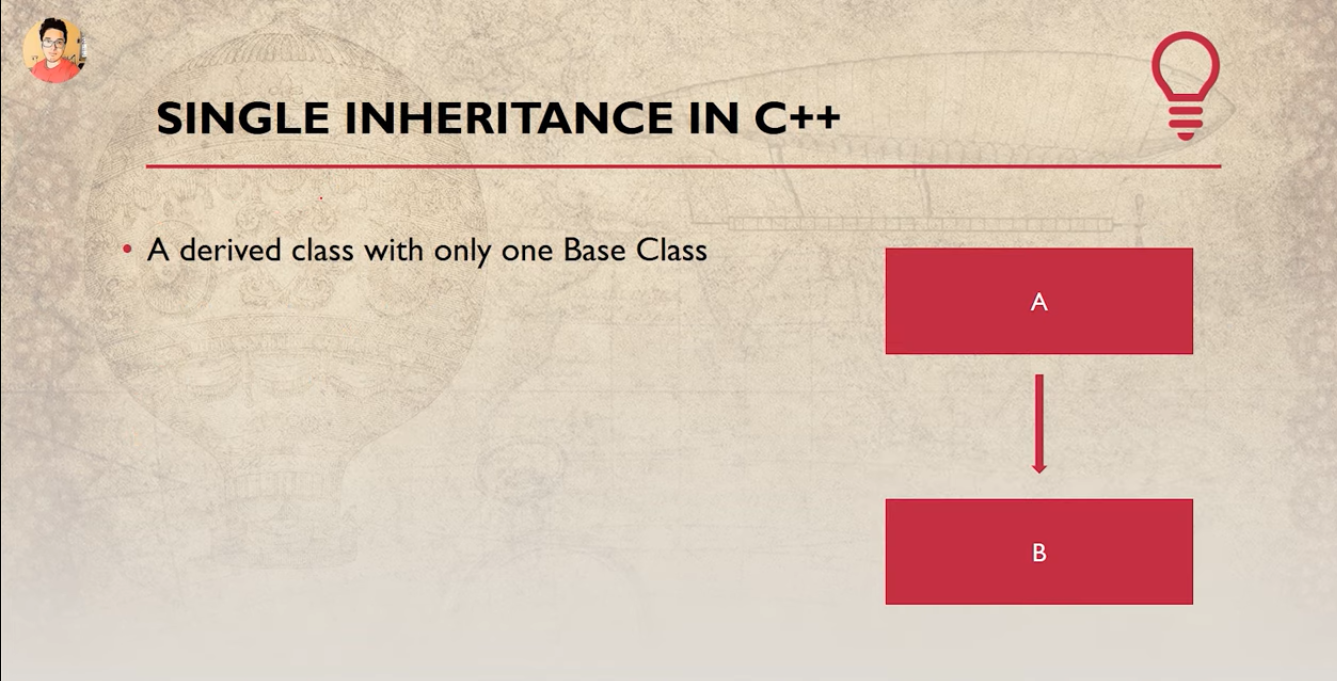 SINGLE INHERITANCE IN C++
A derived class with only one Base Class
A
B